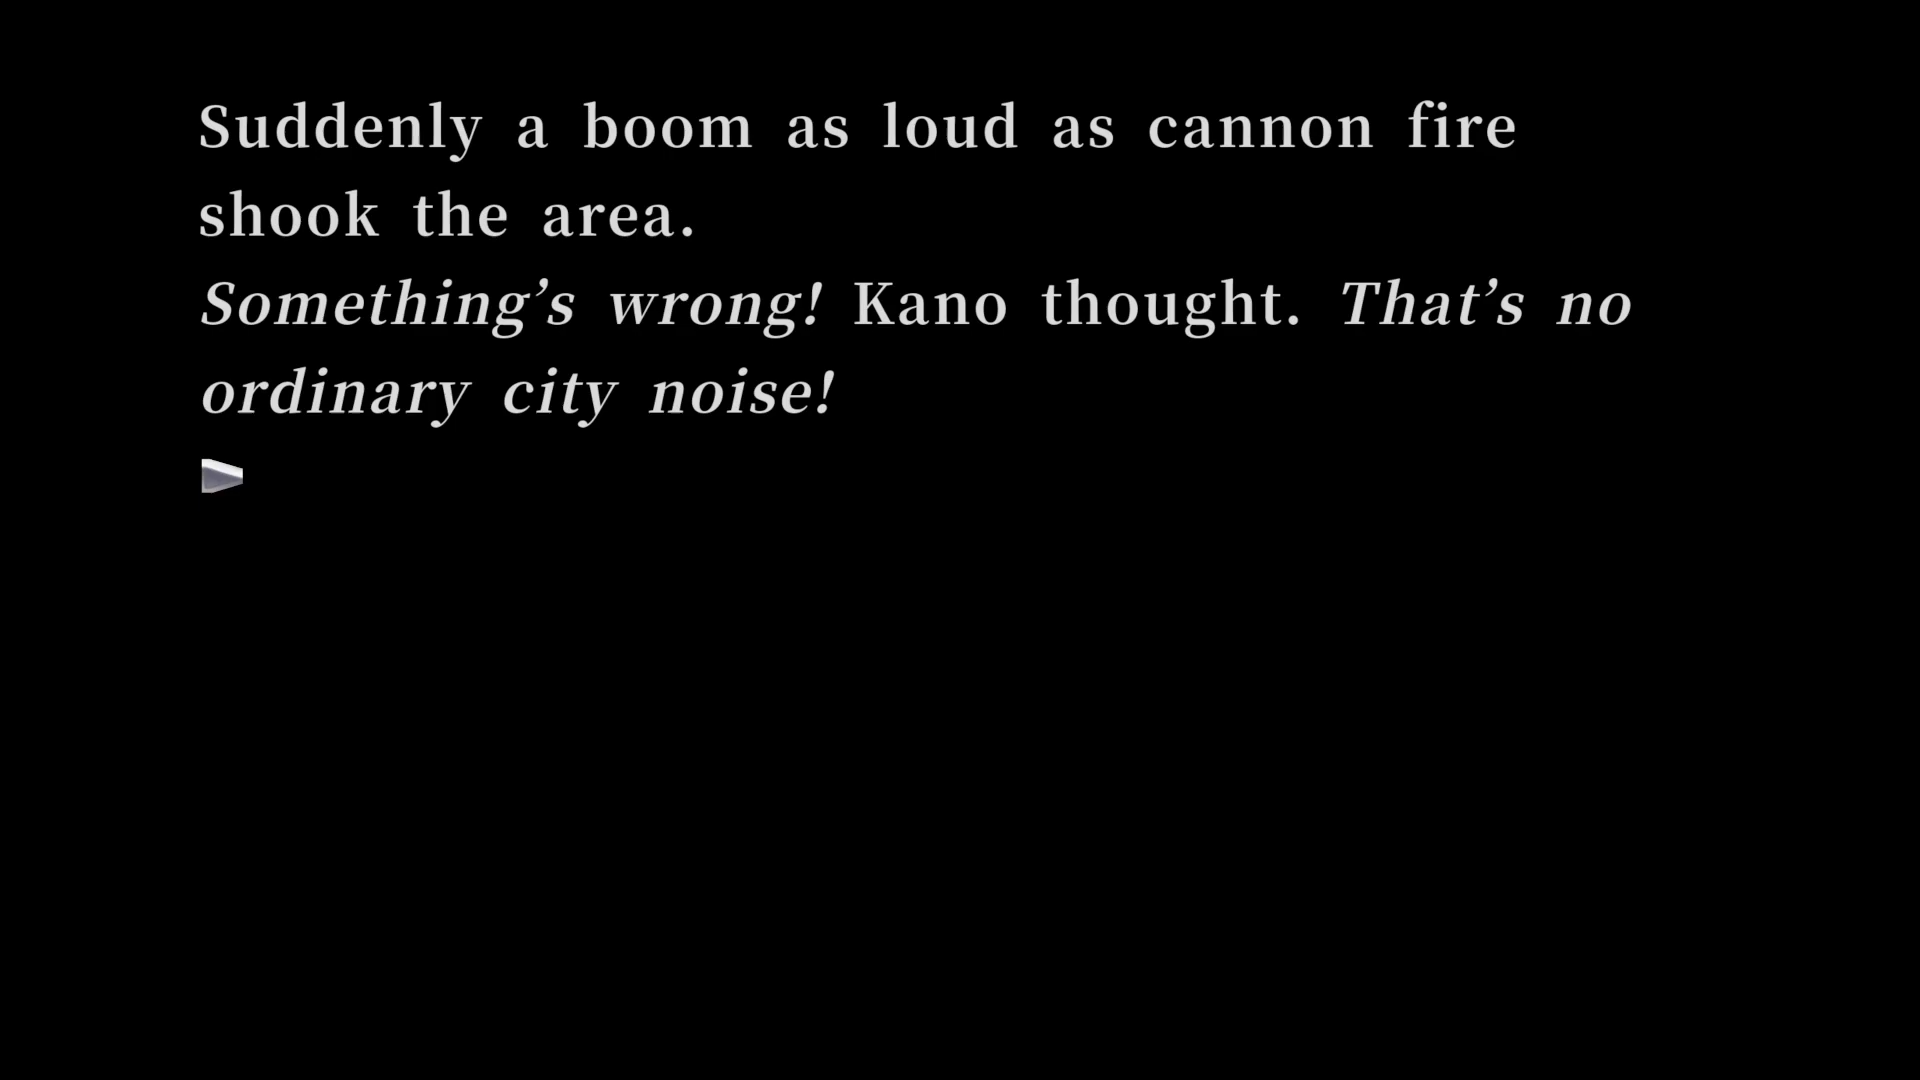 Suddenly a boom as loud as cannon fire
shook the area.
Something’s wrong! Kano thought. That’s no
ordinary city noise!